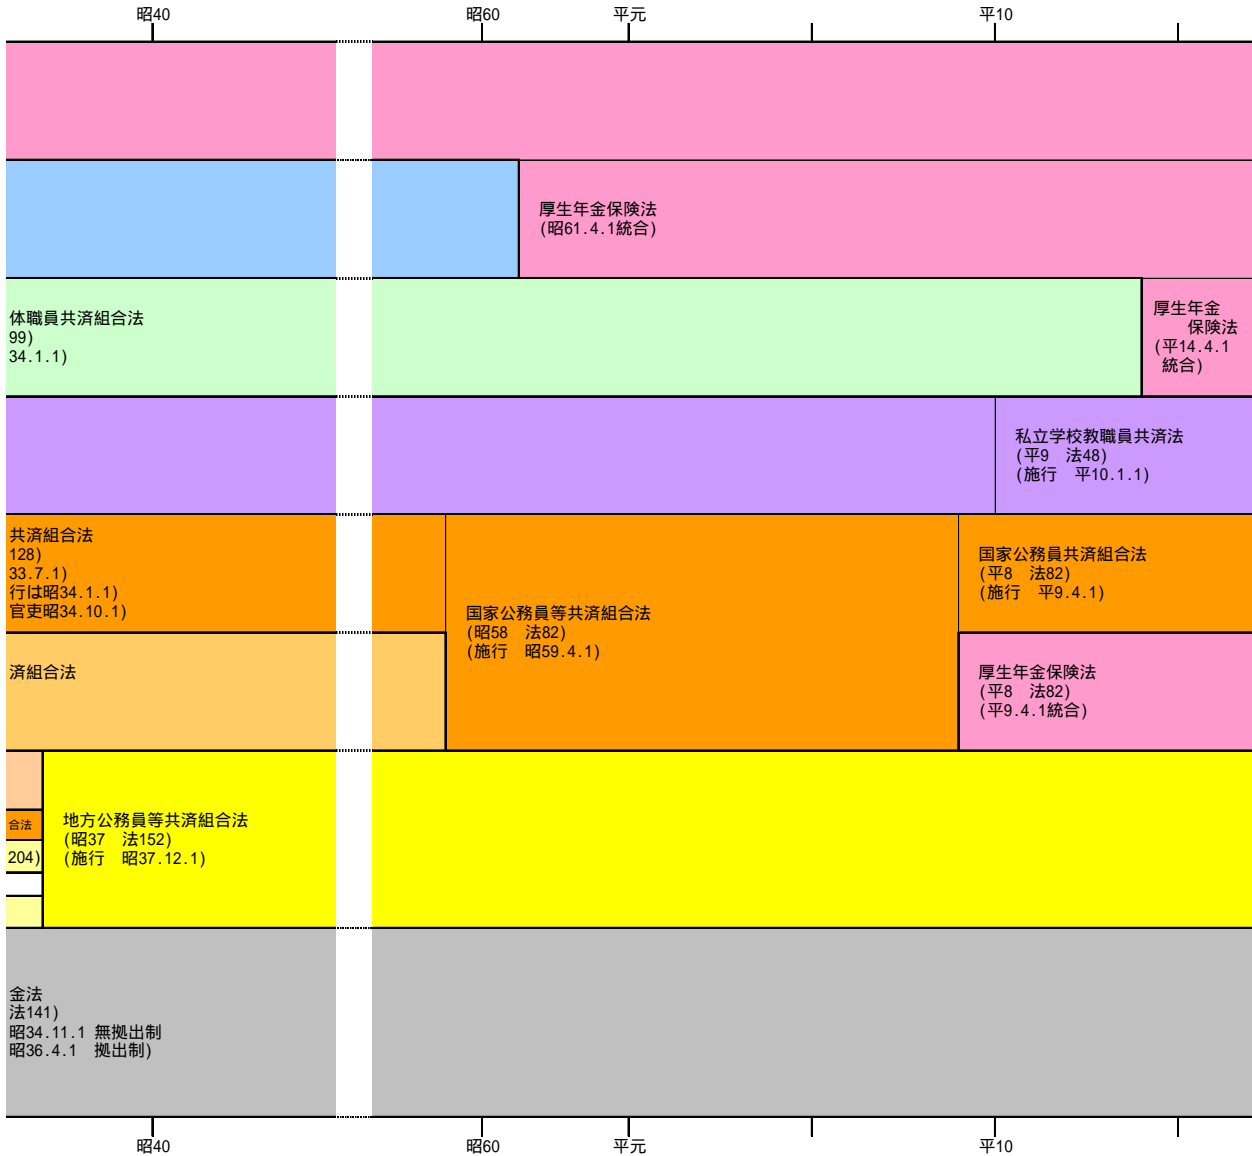 昭40
昭60
平元
平10
厚生年金保険法
(昭61.4.1統合)
体職員共済組合法
99)
34.1.1)
厚生年金
保険法
(平14.4.1
統合)
私立学校教職員共済法
(平9 法48)
(施行 平10.1.1)
共済組合法
128)
33.7.1)
行は昭34.1.1)
官吏昭34.10.1)
国家公務員等共済組合法
(昭58 法82)
(施行 昭59.4.1)
国家公務員共済組合法
(平8 法82)
(施行 平9.4.1)
済組合法
厚生年金保険法
(平8 法82)
(平9.4.1統合)
合法
204)
地方公務員等共済組合法
(昭37 法152)
(施行 昭37.12.1)
金法
法141)
昭34.11.1 無拠出制
昭36.4.1 拠出制)
昭40
昭60
平元
平10